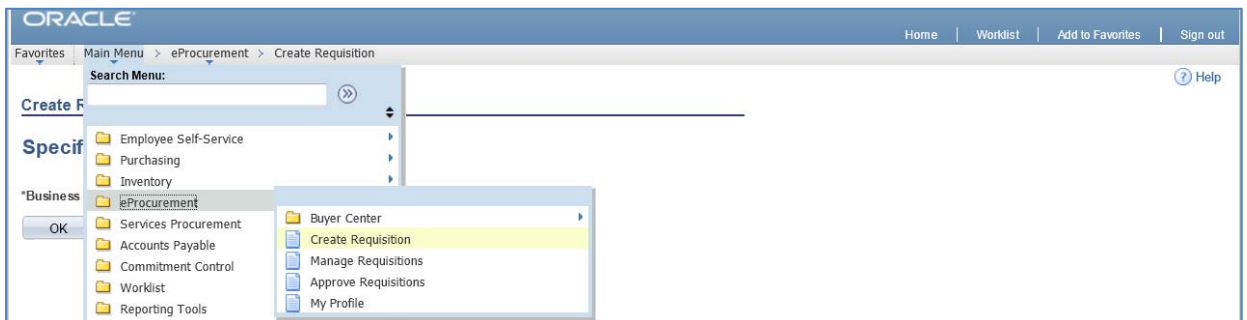 ORACLE
Home | Worklist | Add to Favorites | Sign out
Favorites Main Menu > eProcurement > Create Requisition
Search Menu:
Help
Create R
Specif
*Business
OK
Employee Self-Service
Purchasing
Inventory
eProcurement
Services Procurement
Accounts Payable
Commitment Control
Worklist
Reporting Tools
Buyer Center
Create Requisition
Manage Requisitions
Approve Requisitions
My Profile